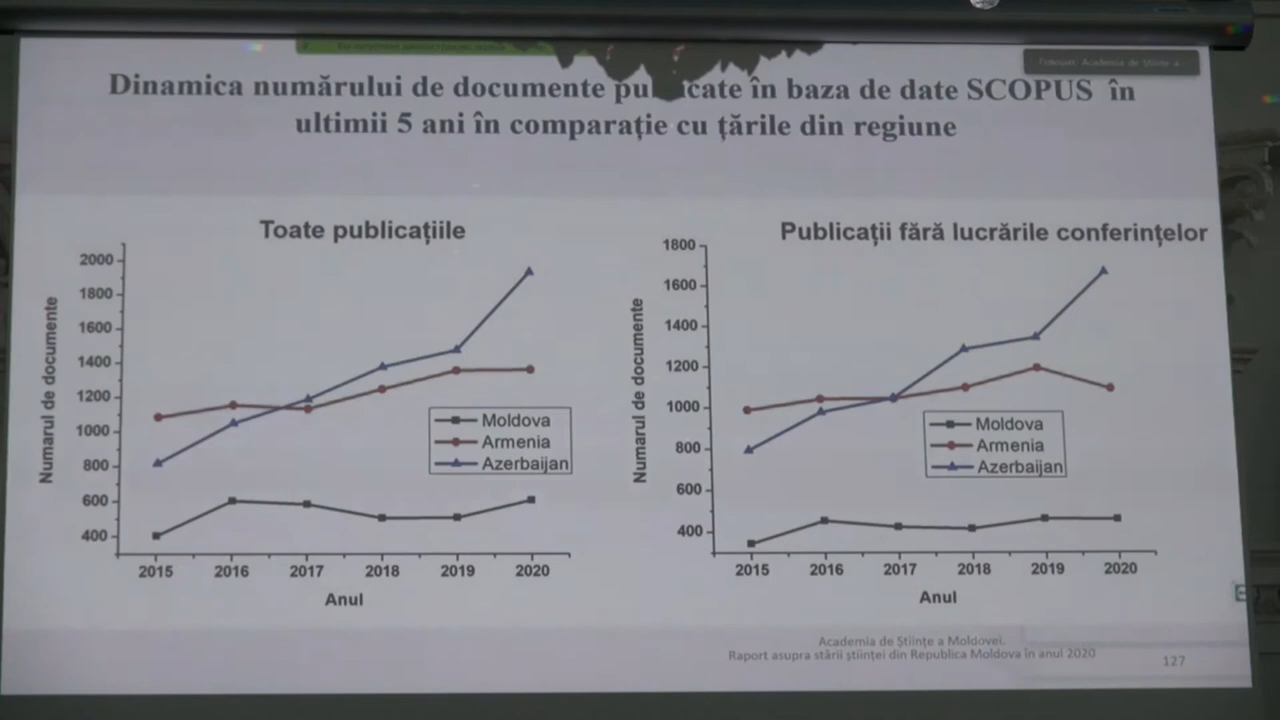 Dinamica numărului de documente pu icate în baza de date SCOPUS în
ultimii 5 ani în comparație cu țările din regiune
Toate publicațiile
Numarul de documente
2000
1800
1600
1400
1200
1000
800
600
400
Moldova
Armenia
Azerbaijan
2015 2016 2017 2018 2019 2020
Anul
Publicații fără lucrările conferințelor
Numarul de documente
1800
1600
1400
1200
1000
800
600
400
Moldova
Armenia
Azerbaijan
2015 2016 2017 2018 2019 2020
Anul
Academia de Științe a Moldovei.
Raport asupra stării științei din Republica Moldova în anul 2020
127